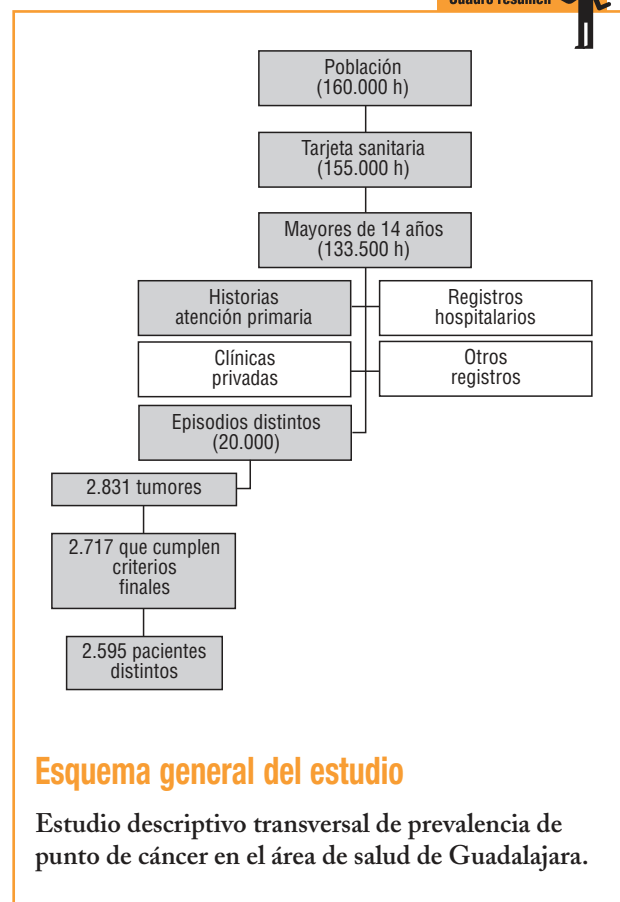 Cuadro resumen
Población
(160.000 h)
Tarjeta sanitaria
(155.000 h)
Mayores de 14 años
(133.500 h)
Historias
atención primaria
Registros
hospitalarios
Clínicas
privadas
Otros
registros
Episodios distintos
(20.000)
2.831 tumores
2.717 que cumplen
criterios
finales
2.595 pacientes
distintos
Esquema general del estudio
Estudio descriptivo transversal de prevalencia de
punto de cáncer en el área de salud de Guadalajara.